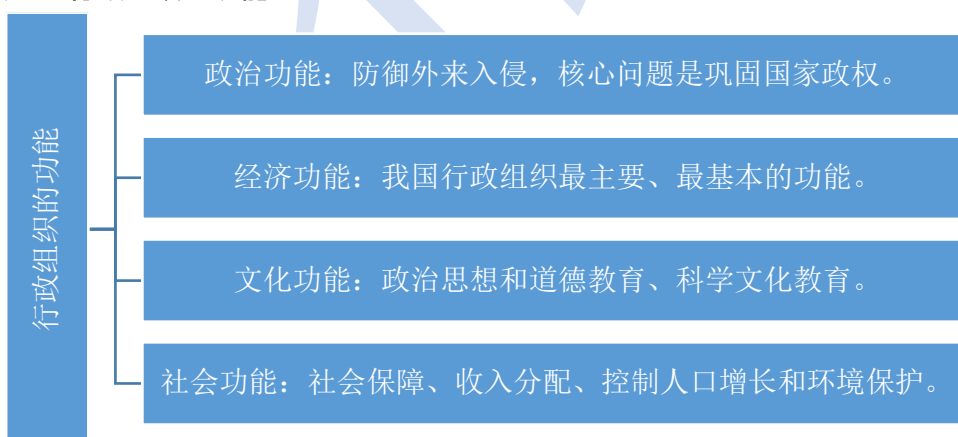 行政组织的功能
政治功能：防御外来入侵，核心问题是巩固国家政权。
经济功能：我国行政组织最主要、最基本的功能。
文化功能：政治思想和道德教育、科学文化教育。
社会功能：社会保障、收入分配、控制人口增长和环境保护。